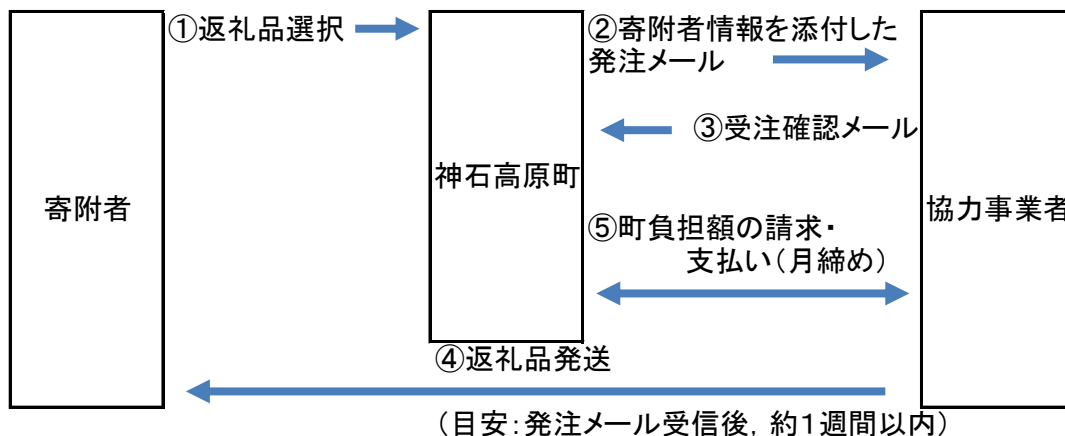 ①返礼品選択
②寄附者情報を添付した
発注メール
③受注確認メール
寄附者
神石高原町
協力事業者
⑤町負担額の請求・
支払い（月締め）
④返礼品発送
（目安：発注メール受信後，約１週間以内）